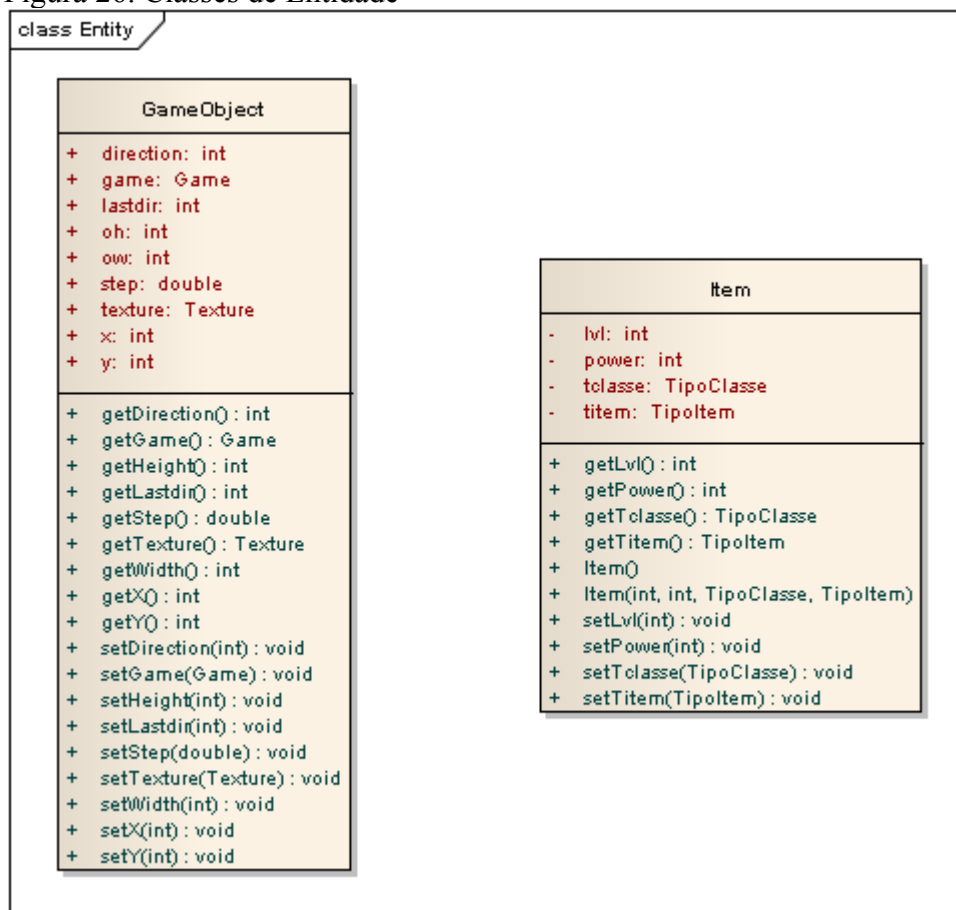 Figura 26: Classes de Entidade
class Entity
GameObject
+ direction: int
+ game: Game
+ lastdir: int
+ oh: int
+ ow: int
+ step: double
+ texture: Texture
+ x: int
+ y: int
+ getDirection() : int
+ getGame() : Game
+ getHeight() : int
+ getLastdir() : int
+ getStep() : double
+ getTexture() : Texture
+ getWidth() : int
+ getX() : int
+ getY() : int
+ setDirection(int) : void
+ setGame(Game) : void
+ setHeight(int) : void
+ setLastdir(int) : void
+ setStep(double) : void
+ setTexture(Texture) : void
+ setWidth(int) : void
+ setX(int) : void
+ setY(int) : void
Item
- lvl: int
- power: int
- tclasse: TipoClasse
- titem: TipoItem
+ getLvl() : int
+ getPower() : int
+ getTclasse() : TipoClasse
+ getTitem() : TipoItem
+ Item()
+ Item(int, int, TipoClasse, TipoItem)
+ setLvl(int) : void
+ setPower(int) : void
+ setTclasse(TipoClasse) : void
+ setTitem(TipoItem) : void